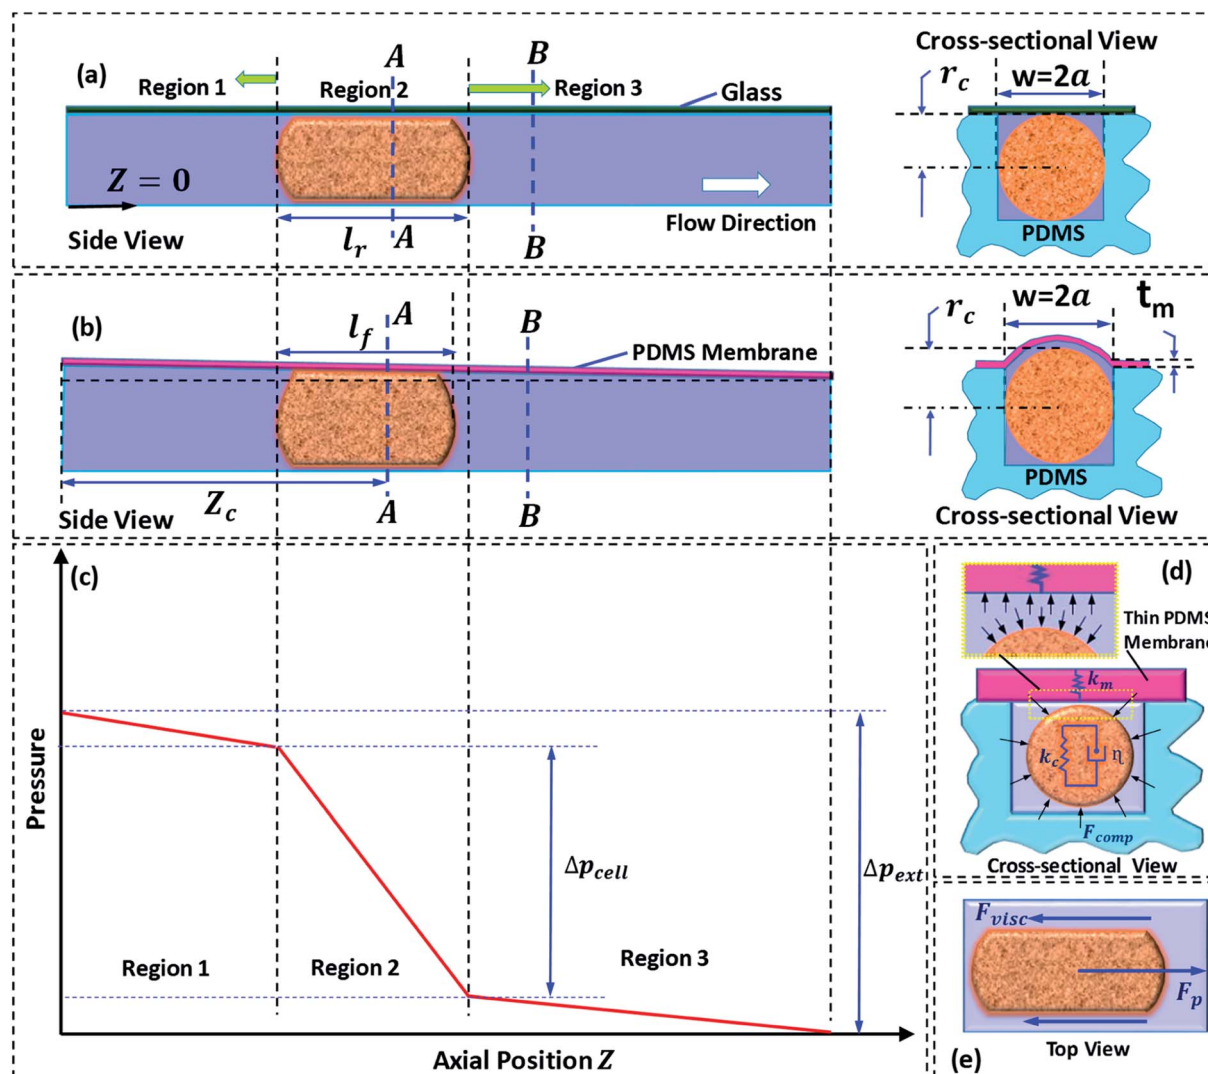 (a)
Region 1
A
Region 2
B
Region 3
Glass
Z = 0
Side View
l_r
A
B
Flow Direction
Cross-sectional View
r_c
w=2a
PDMS
(b)
l_f
A
B
PDMS Membrane
Z_c
A
B
Side View
r_c
w=2a
t_m
PDMS
Cross-sectional View
(c)
Pressure
Δp_cell
Δp_ext
Region 1
Region 2
Region 3
Axial Position Z
(d)
Thin PDMS
Membrane
k_m
k_c
η
F_comp
Cross-sectional View
F_visc
F_p
(e)
Top View